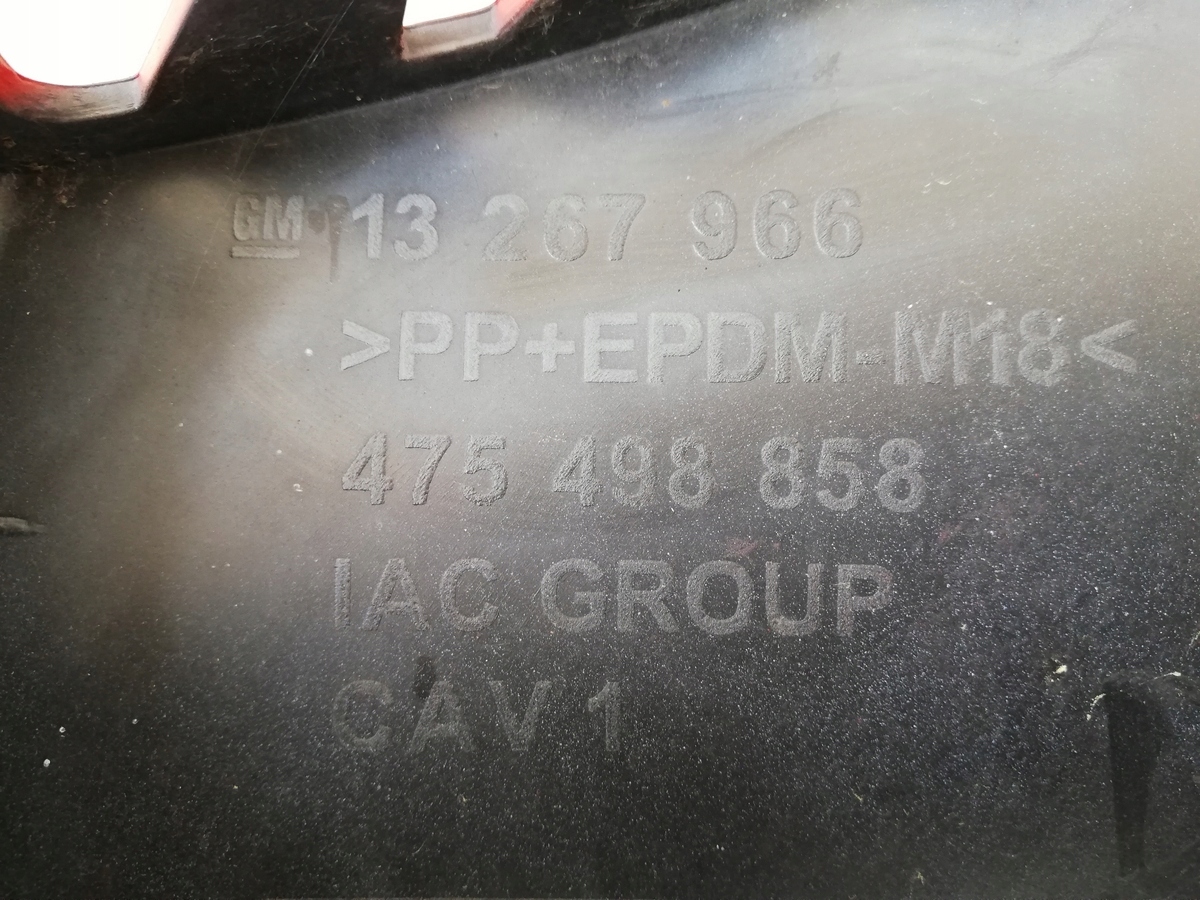 GM 13 267 966
>PP+EPDM-M18<
475 498 858
IAC GROUP
CAV 1